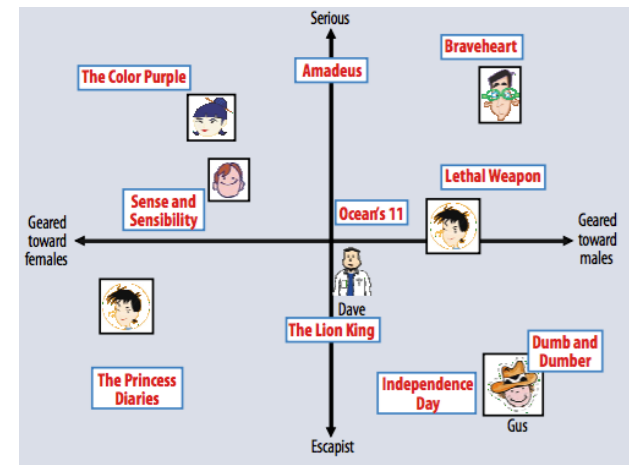 Serious
Braveheart
Amadeus
The Color Purple
Lethal Weapon
Sense and
Sensibility
Ocean's 11
Geared
toward
females
Geared
toward
males
Dave
The Lion King
Dumb and
Dumber
The Princess
Diaries
Independence
Day
Gus
Escapist